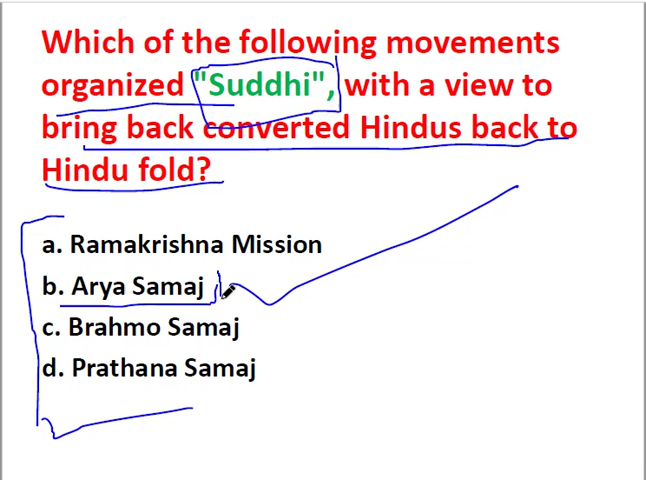 Which of the following movements
organized "Suddhi", with a view to
bring back converted Hindus back to
Hindu fold?
a. Ramakrishna Mission
b. Arya Samaj
c. Brahmo Samaj
d. Prathana Samaj